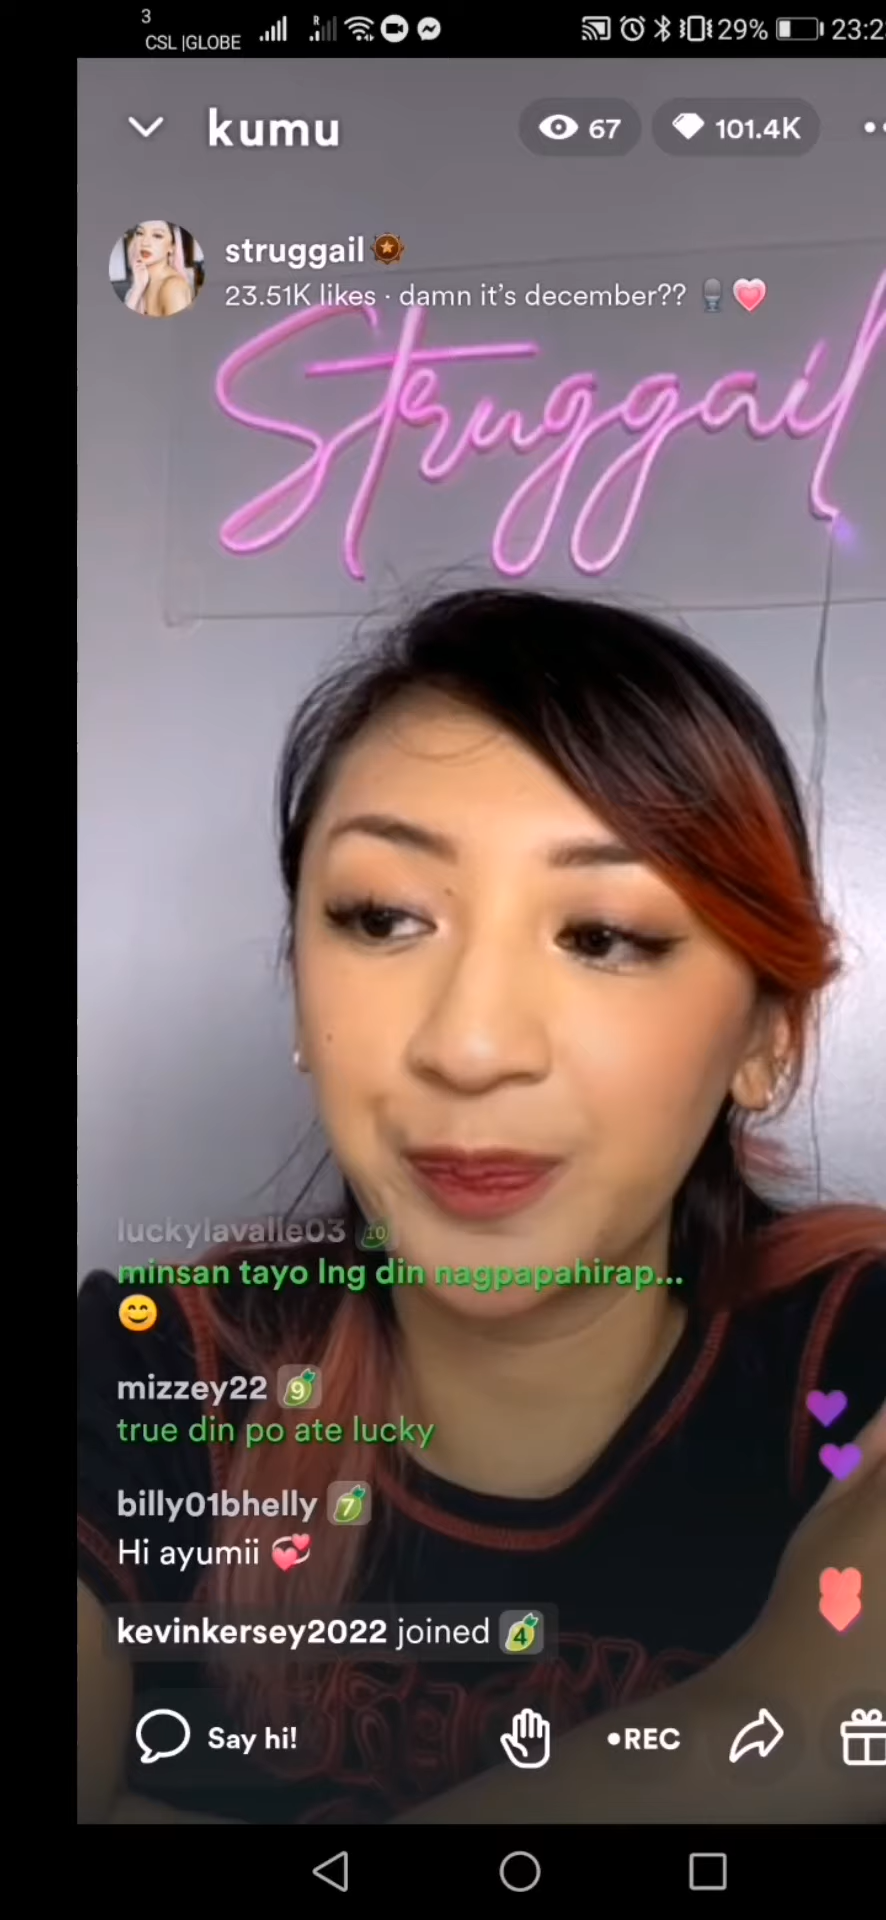 3
CSL |GLOBE
R
29%
23:2
kumu
67
101.4K
struggail
23.51K likes · damn it's december??
Struggail
luckylavalle03 10
minsan tayo lng din nagpapahirap...
😊
mizzey22 9
true din po ate lucky
billy01bhelly 7
Hi ayumii 💞
kevinkersey2022 joined 4
Say hi!
•REC